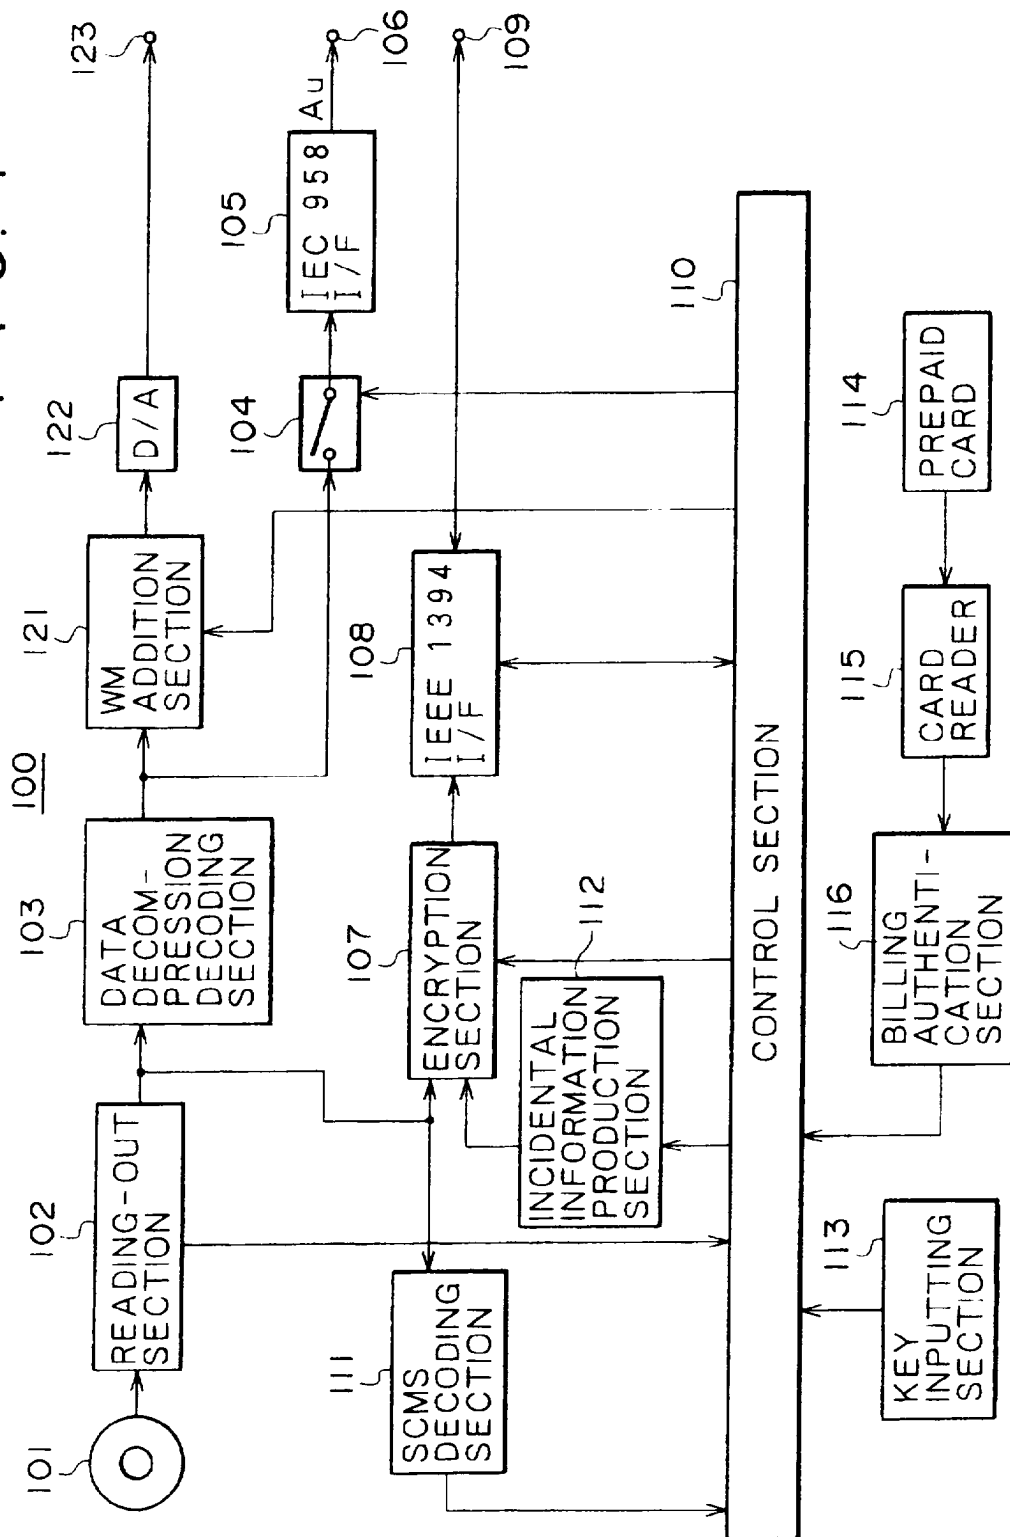 100
101
102
READING-OUT
SECTION
103
DATA
DECOM-
PRESSION
DECODING
SECTION
121
WM
ADDITION
SECTION
122
D/A
123
104
105
IEC 958
I/F
Au
106
111
SCMS
DECODING
SECTION
107
ENCRYPTION
SECTION
108
IEEE 1394
I/F
109
112
INCIDENTAL
INFORMATION
PRODUCTION
SECTION
110
CONTROL SECTION
113
KEY
INPUTTING
SECTION
116
BILLING
AUTHENTI-
CATION
SECTION
115
CARD
READER
114
PREPAID
CARD